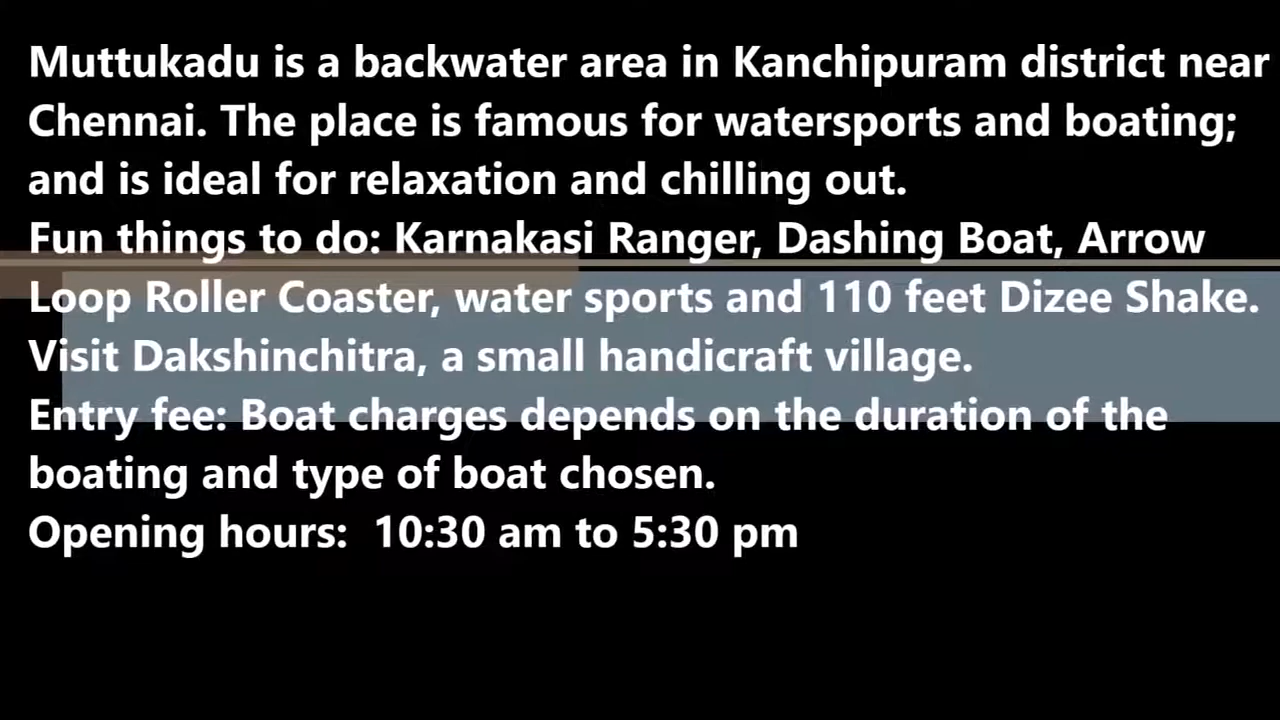 Muttukadu is a backwater area in Kanchipuram district near
Chennai. The place is famous for watersports and boating;
and is ideal for relaxation and chilling out.
Fun things to do: Karnakasi Ranger, Dashing Boat, Arrow
Loop Roller Coaster, water sports and 110 feet Dizee Shake.
Visit Dakshinchitra, a small handicraft village.
Entry fee: Boat charges depends on the duration of the
boating and type of boat chosen.
Opening hours:  10:30 am to 5:30 pm